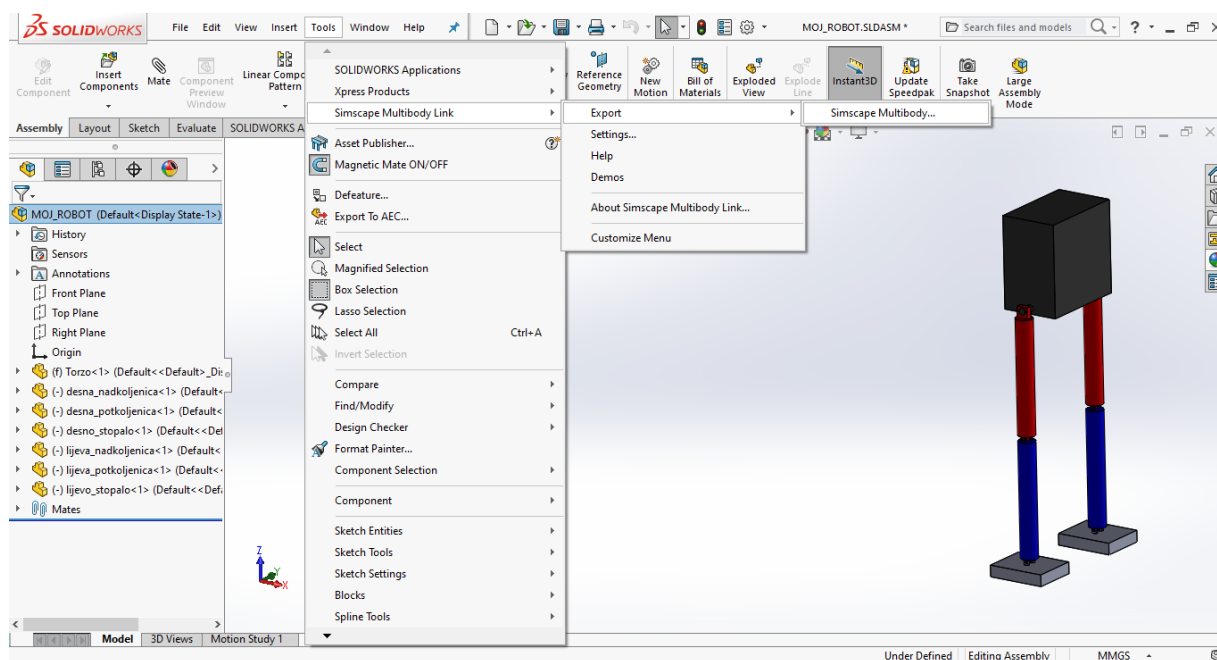 SOLIDWORKS File Edit View Insert Tools Window Help MOJ_ROBOT.SLDASM * Search files and models ?
Edit Component
Insert Components
Mate
Component Preview Window
Linear Compo
Pattern
Reference Geometry
New Motion
Bill of Materials
Exploded View
Explode Line
Instant3D
Update Speedpak
Take Snapshot
Large Assembly Mode
Assembly Layout Sketch Evaluate SOLIDWORKS A
MOJ_ROBOT (Default<Display State-1>)
History
Sensors
Annotations
Front Plane
Top Plane
Right Plane
Origin
(f) Torzo<1> (Default<<Default>_Di
(-) desna_nadkoljenica<1> (Default<
(-) desna_potkoljenica<1> (Default<
(-) desno_stopalo<1> (Default<<Def
(-) lijeva_nadkoljenica<1> (Default<
(-) lijeva_potkoljenica<1> (Default<
(-) lijevo_stopalo<1> (Default<<Def
Mates
SOLIDWORKS Applications
Xpress Products
Simscape Multibody Link
Asset Publisher...
Magnetic Mate ON/OFF
Defeature...
Export To AEC...
Select
Magnified Selection
Box Selection
Lasso Selection
Select All Ctrl+A
Invert Selection
Compare
Find/Modify
Design Checker
Format Painter...
Component Selection
Component
Sketch Entities
Sketch Tools
Sketch Settings
Blocks
Spline Tools
Export
Settings...
Help
Demos
About Simscape Multibody Link...
Customize Menu
Simscape Multibody...
Z
Y
X
Model 3D Views Motion Study 1
Under Defined Editing Assembly MMGS